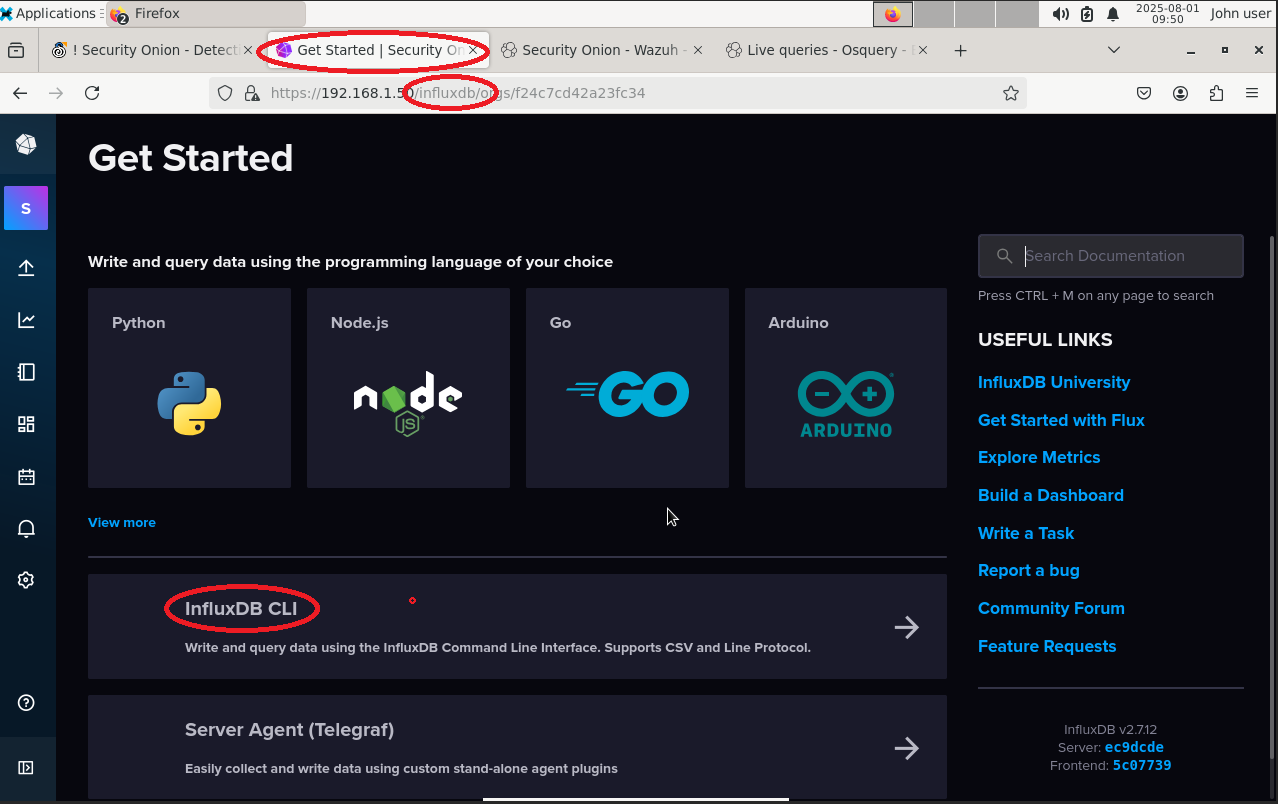 Applications
2
Firefox
2025-08-01
09:50
John user
! Security Onion - Detecti
Get Started | Security On
Security Onion - Wazuh -
Live queries - Osquery -
https://192.168.1.50/influxdb/orgs/f24c7cd42a23fc34
Get Started
S
Write and query data using the programming language of your choice
Search Documentation
Press CTRL + M on any page to search
Python
Node.js
Go
Arduino
node
JS
GO
ARDUINO
USEFUL LINKS
InfluxDB University
Get Started with Flux
Explore Metrics
Build a Dashboard
Write a Task
Report a bug
Community Forum
Feature Requests
View more
InfluxDB CLI
Write and query data using the InfluxDB Command Line Interface. Supports CSV and Line Protocol.
Server Agent (Telegraf)
Easily collect and write data using custom stand-alone agent plugins
InfluxDB v2.7.12
Server: ec9dcde
Frontend: 5c07739